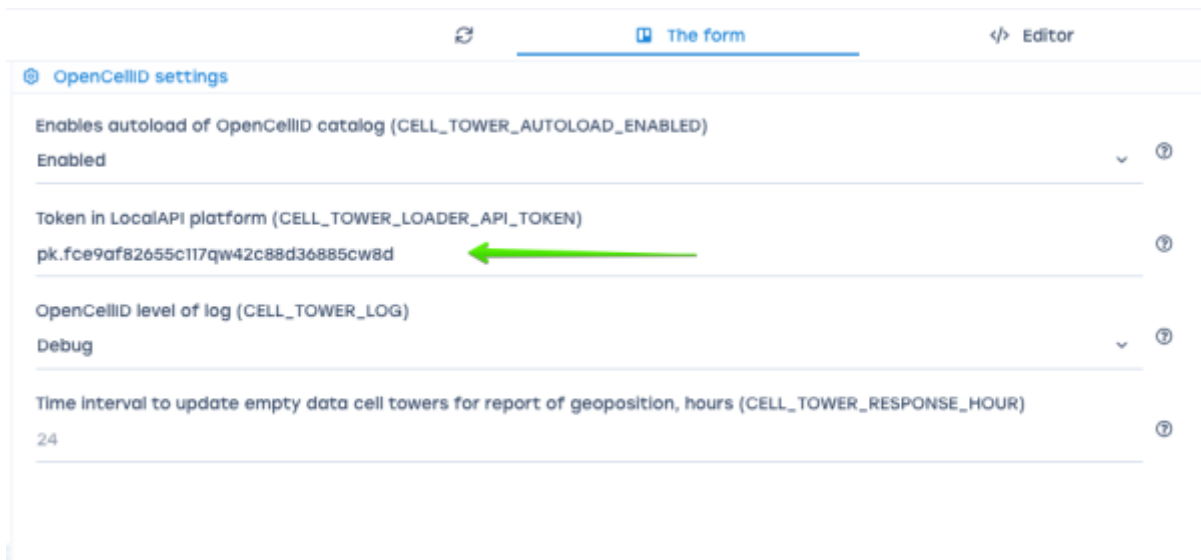 The form
</> Editor
OpenCellID settings
Enables autoload of OpenCellID catalog (CELL_TOWER_AUTOLOAD_ENABLED)
Enabled
Token in LocalAPI platform (CELL_TOWER_LOADER_API_TOKEN)
pk.fce9af82655c117qw42c88d36885cw8d
OpenCellID level of log (CELL_TOWER_LOG)
Debug
Time interval to update empty data cell towers for report of geoposition, hours (CELL_TOWER_RESPONSE_HOUR)
24